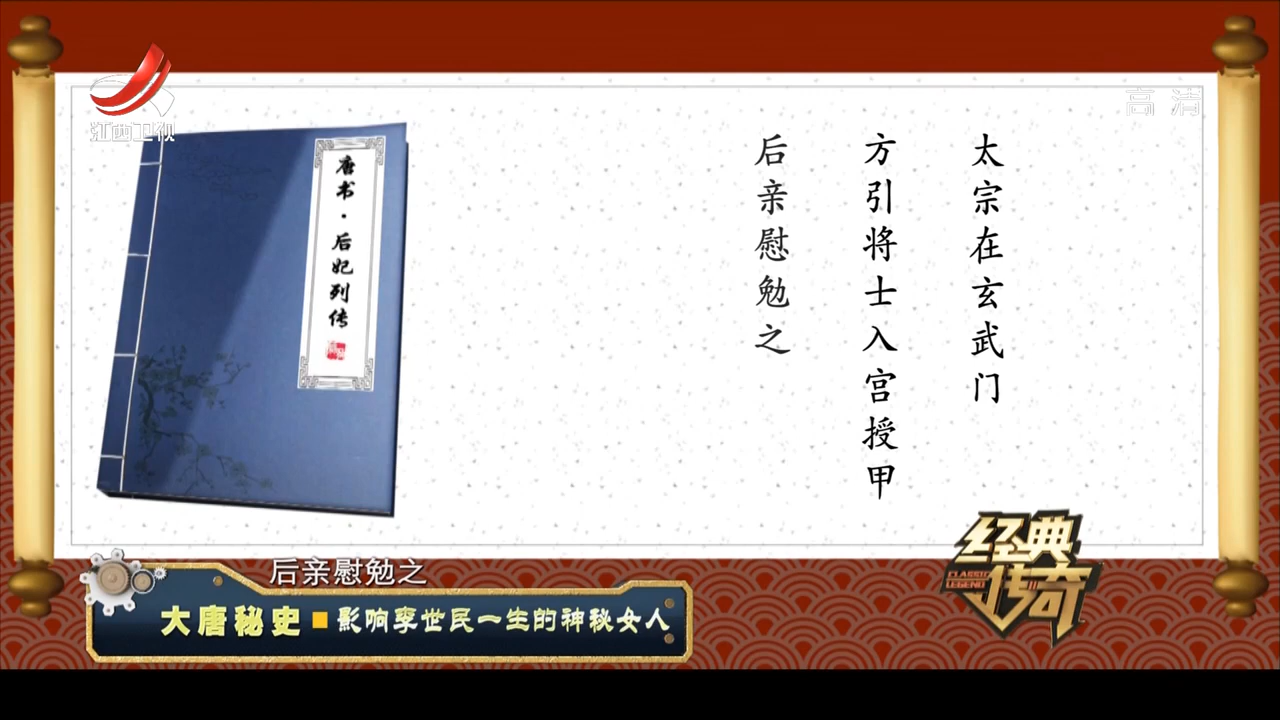 江西卫视
高清
太宗在玄武门
方引将士入宫授甲
后亲慰勉之
唐书·后妃列传
经典传奇
CLASSIC LEGEND
后亲慰勉之
大唐秘史■影响李世民一生的神秘女人